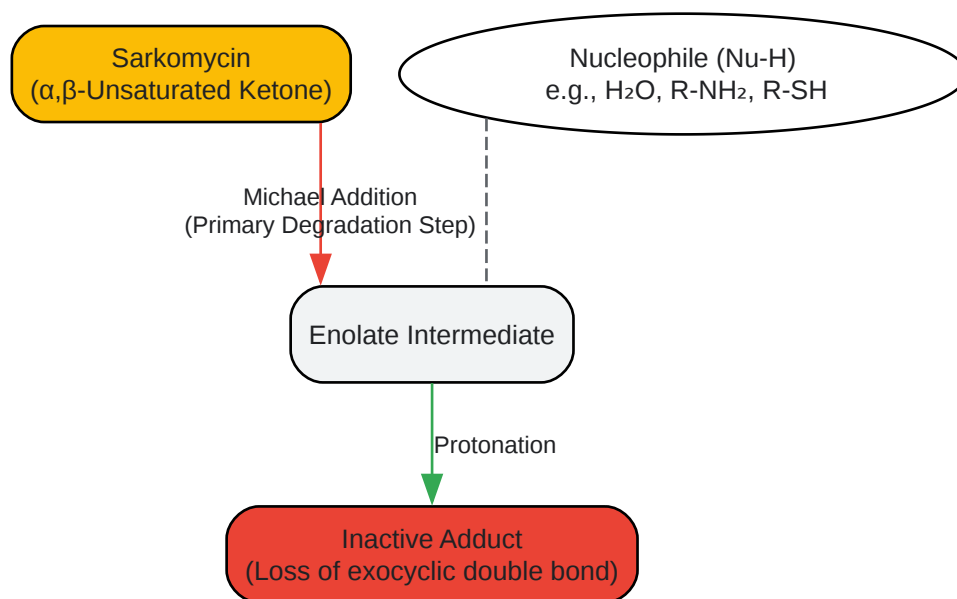 Sarkomycin
(α,β-Unsaturated Ketone)
Nucleophile (Nu-H)
e.g., H₂O, R-NH₂, R-SH
Michael Addition
(Primary Degradation Step)
Enolate Intermediate
Protonation
Inactive Adduct
(Loss of exocyclic double bond)